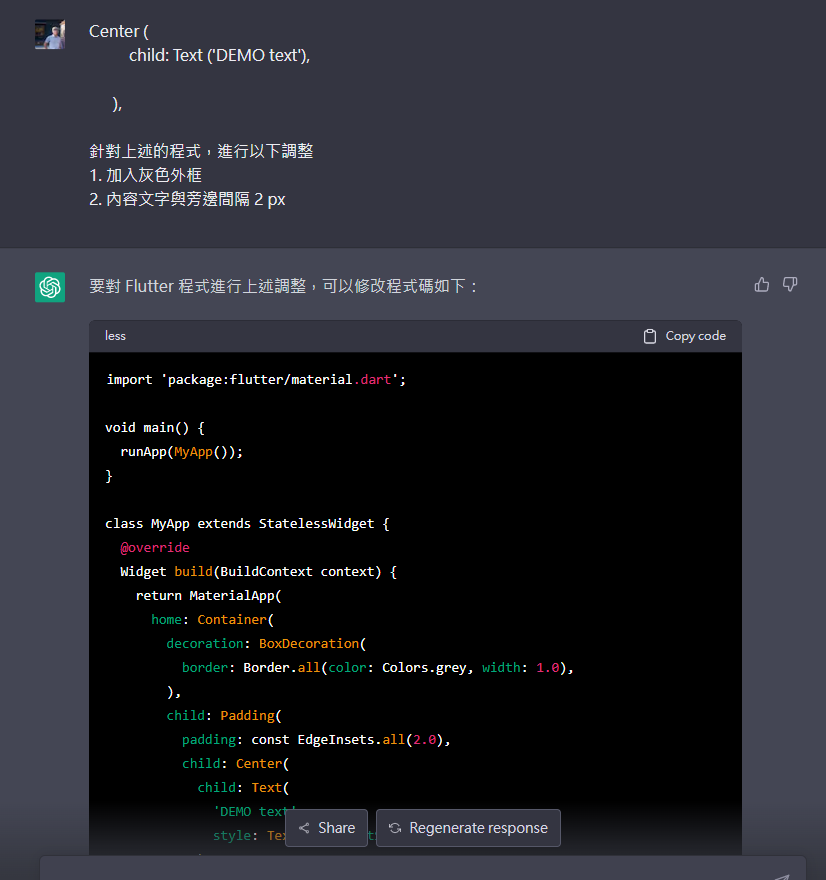 Center (
child: Text ('DEMO text'),
),
針對上述的程式，進行以下調整
1. 加入灰色外框
2. 內容文字與旁邊間隔 2 px
要對 Flutter 程式進行上述調整，可以修改程式碼如下：
less
Copy code
import 'package:flutter/material.dart';
void main() {
runApp(MyApp());
}
class MyApp extends StatelessWidget {
@override
Widget build(BuildContext context) {
return MaterialApp(
home: Container(
decoration: BoxDecoration(
border: Border.all(color: Colors.grey, width: 1.0),
),
child: Padding(
padding: const EdgeInsets.all(2.0),
child: Center(
child: Text(
'DEMO text'
style:
Share
Regenerate response